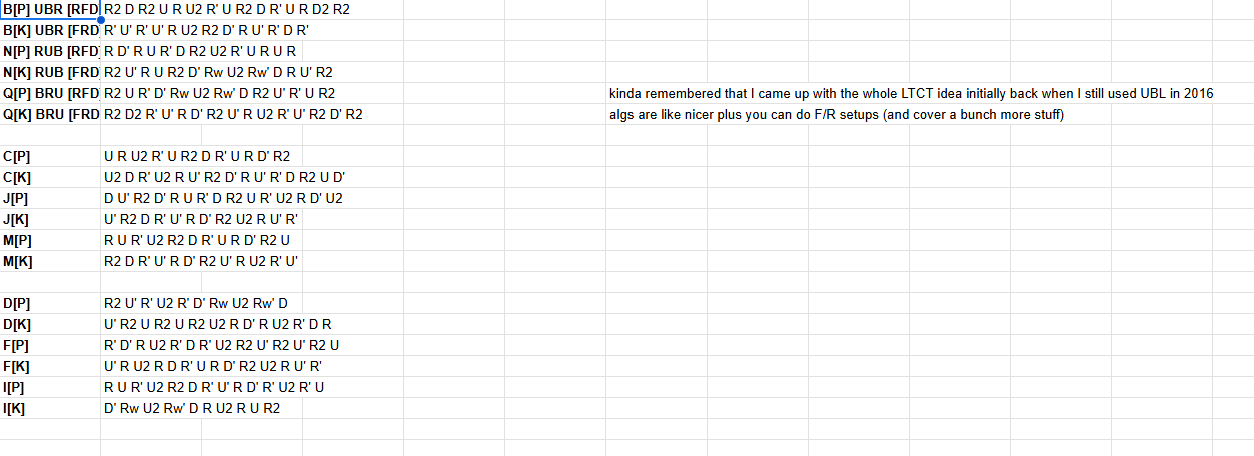 B[P] UBR [RFD] R2 D R2 U R U2 R' U R2 D R' U R D2 R2
B[K] UBR [FRD] R' U' R' U' R U2 R2 D' R U' R' D R'
N[P] RUB [RFD] R D' R U R' D R2 U2 R' U R U R
N[K] RUB [FRD] R2 U' R U R2 D' Rw U2 Rw' D R U' R2
Q[P] BRU [RFD] R2 U R' D' Rw U2 Rw' D R2 U' R' U R2 kinda remembered that I came up with the whole LTCT idea initially back when I still used UBL in 2016
Q[K] BRU [FRD] R2 D2 R' U' R D' R2 U' R U2 R' U' R2 D' R2 algs are like nicer plus you can do F/R setups (and cover a bunch more stuff)
C[P] U R U2 R' U R2 D R' U R D' R2
C[K] U2 D R' U2 R U' R2 D' R U' R' D R2 U D'
J[P] D U' R2 D' R U R' D R2 U R' U2 R D' U2
J[K] U' R2 D R' U' R D' R2 U2 R U' R'
M[P] R U R' U2 R2 D R' U R D' R2 U
M[K] R2 D R' U' R D' R2 U' R U2 R' U'
D[P] R2 U' R' U2 R' D' Rw U2 Rw' D
D[K] U' R2 U R2 U R2 U2 R D' R U2 R' D R
F[P] R' D' R U2 R' D R' U2 R2 U' R2 U' R2 U
F[K] U' R U2 R D R' U R D' R2 U2 R U' R'
I[P] R U R' U2 R2 D R' U' R D' R' U2 R' U
I[K] D' Rw U2 Rw' D R U2 R U R2